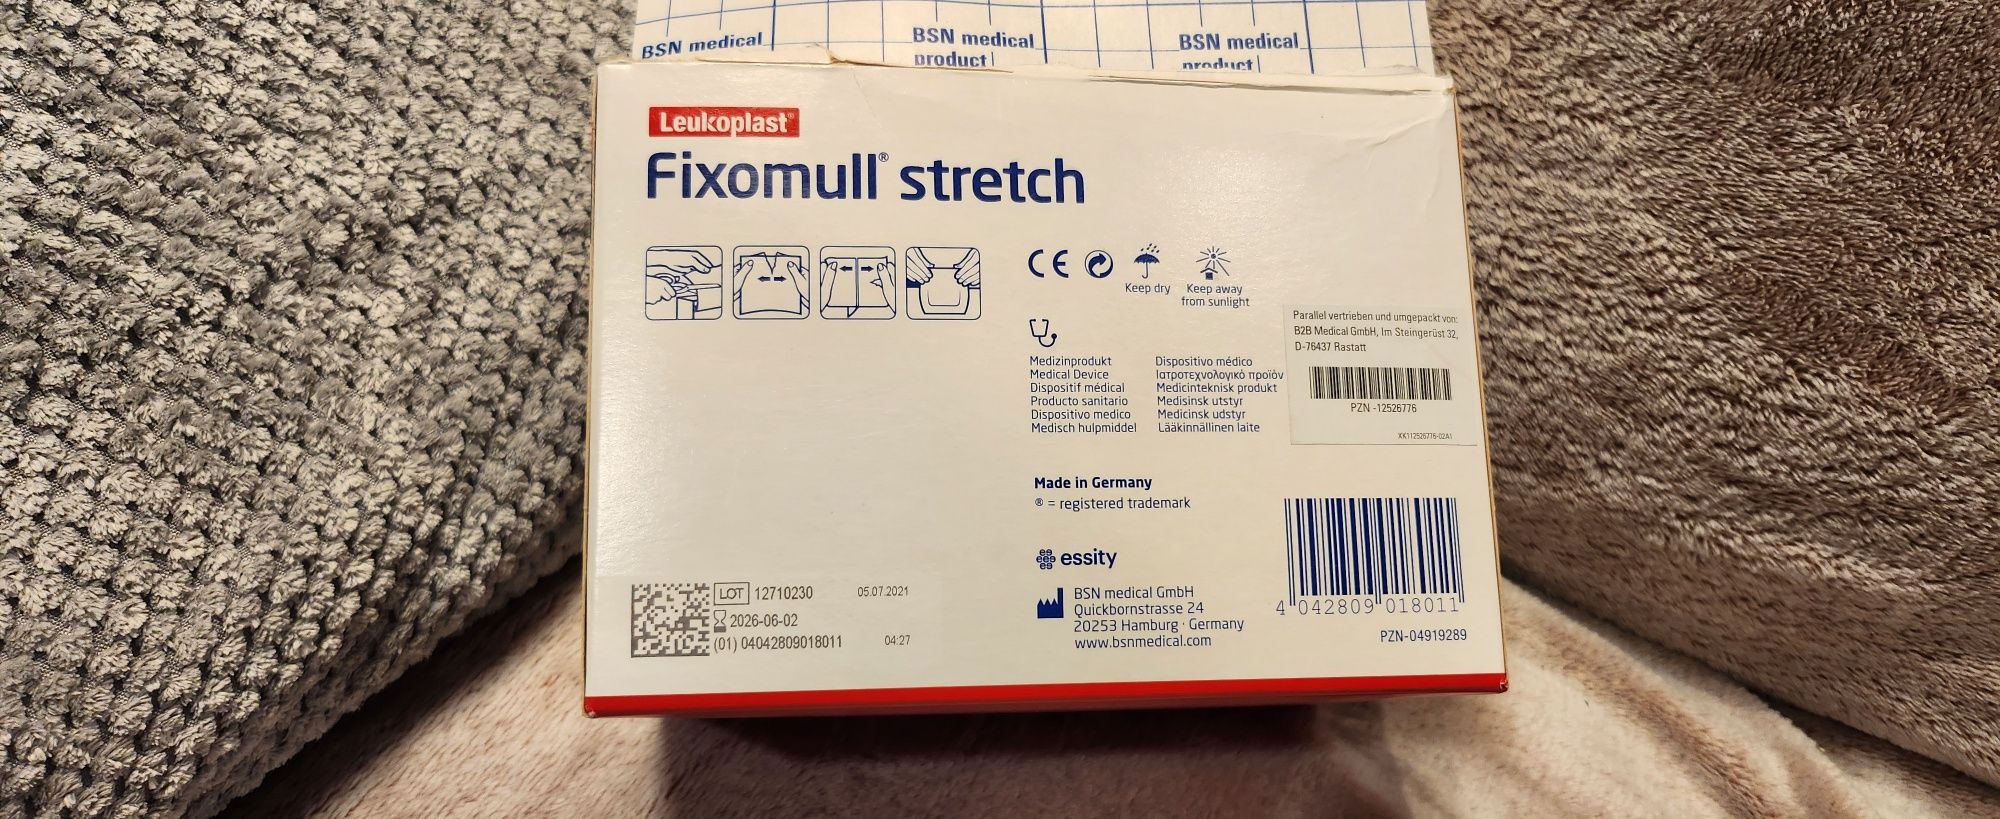 BSN medical
BSN medical
product
BSN medical
product
Leukoplast®
Fixomull® stretch
CE
Keep dry
Keep away
from sunlight
Parallel vertrieben und umgepackt von:
B2B Medical GmbH, Im Steingerüst 32,
D-76437 Rastatt
PZN -12526776
XK112526776-02A1
Medizinprodukt
Medical Device
Dispositif médical
Producto sanitario
Dispositivo medico
Medisch hulpmiddel
Dispositivo médico
Ιατροτεχνολογικό προϊόν
Medicinteknisk produkt
Medisinsk utstyr
Medicinsk udstyr
Lääkinnällinen laite
Made in Germany
® = registered trademark
essity
BSN medical GmbH
Quickbornstrasse 24
20253 Hamburg · Germany
www.bsnmedical.com
LOT 12710230
05.07.2021
2026-06-02
(01) 04042809018011
04:27
4 042809 018011
PZN-04919289